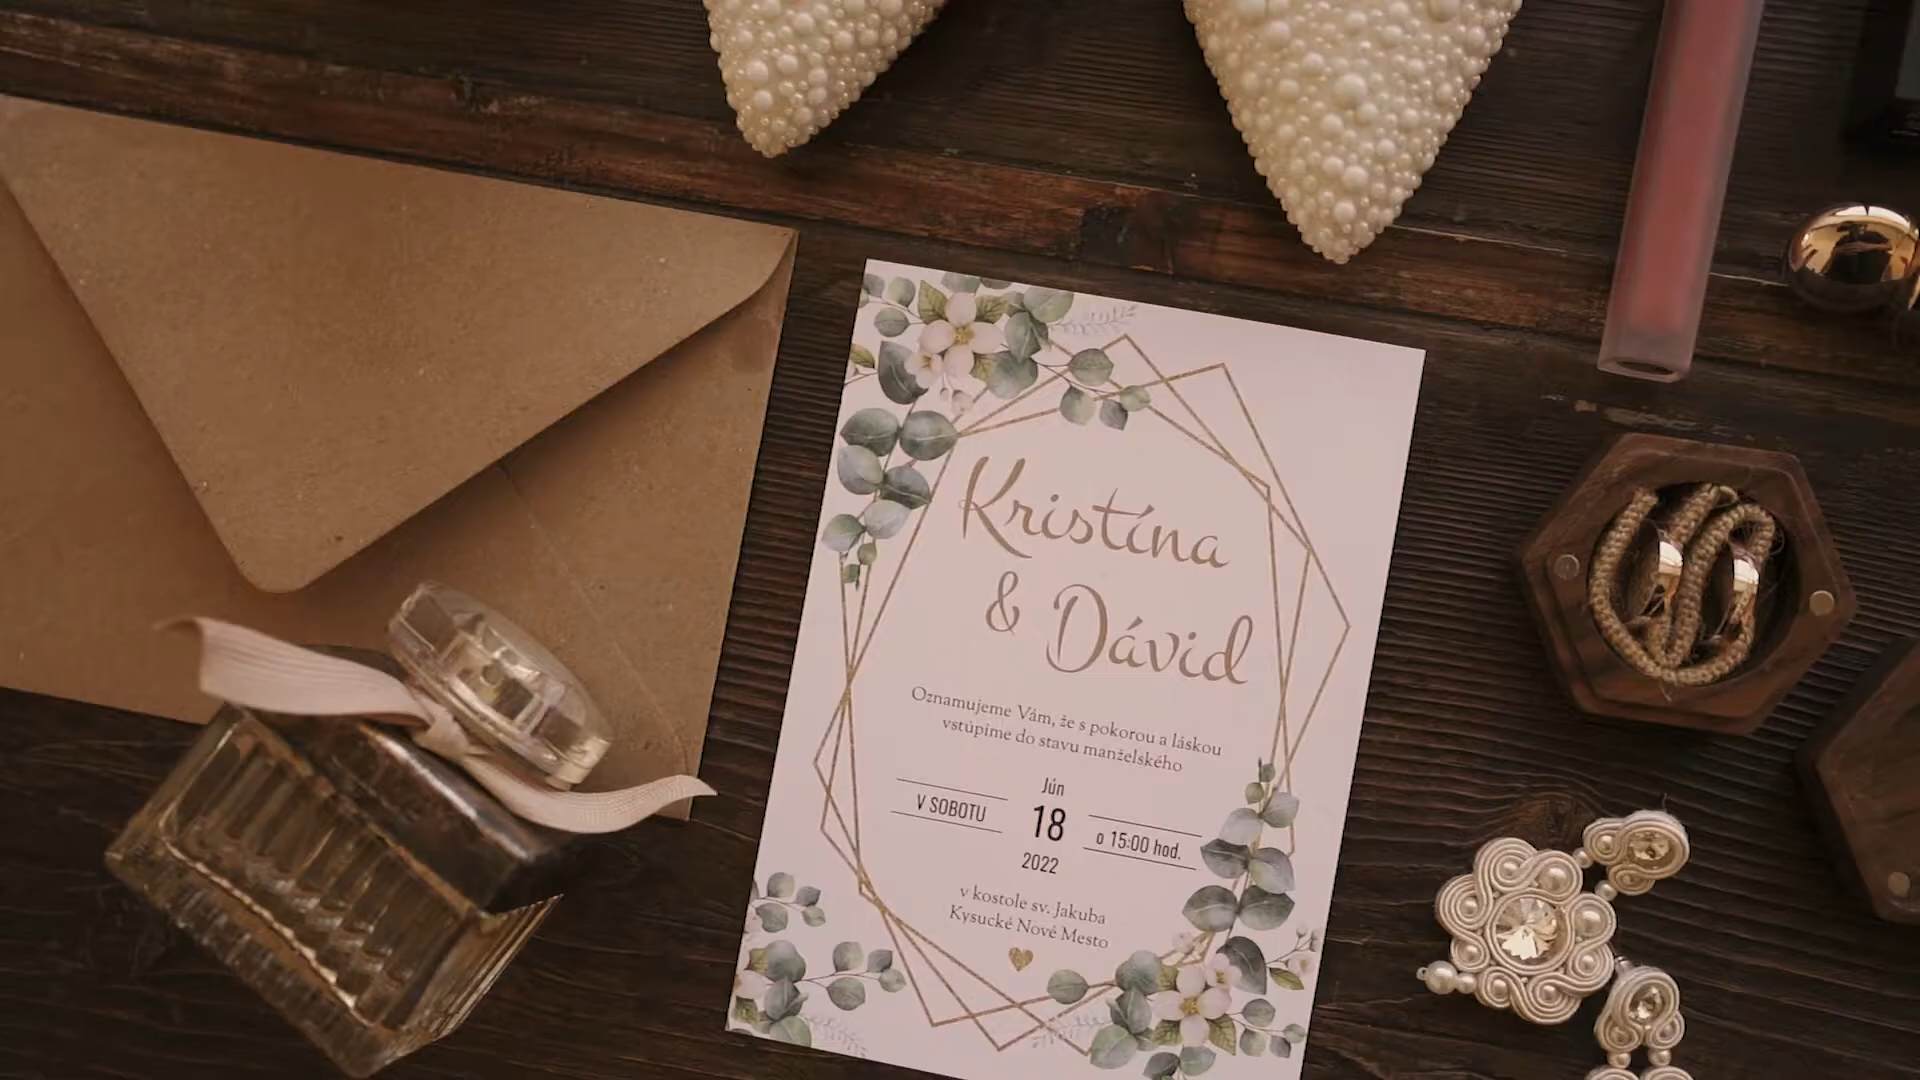 Kristína
& Dávid
Oznamujeme Vám, že s pokorou a láskou
vstúpime do stavu manželského
Jún
V SOBOTU 18 o 15:00 hod.
2022
v kostole sv. Jakuba
Kysucké Nové Mesto